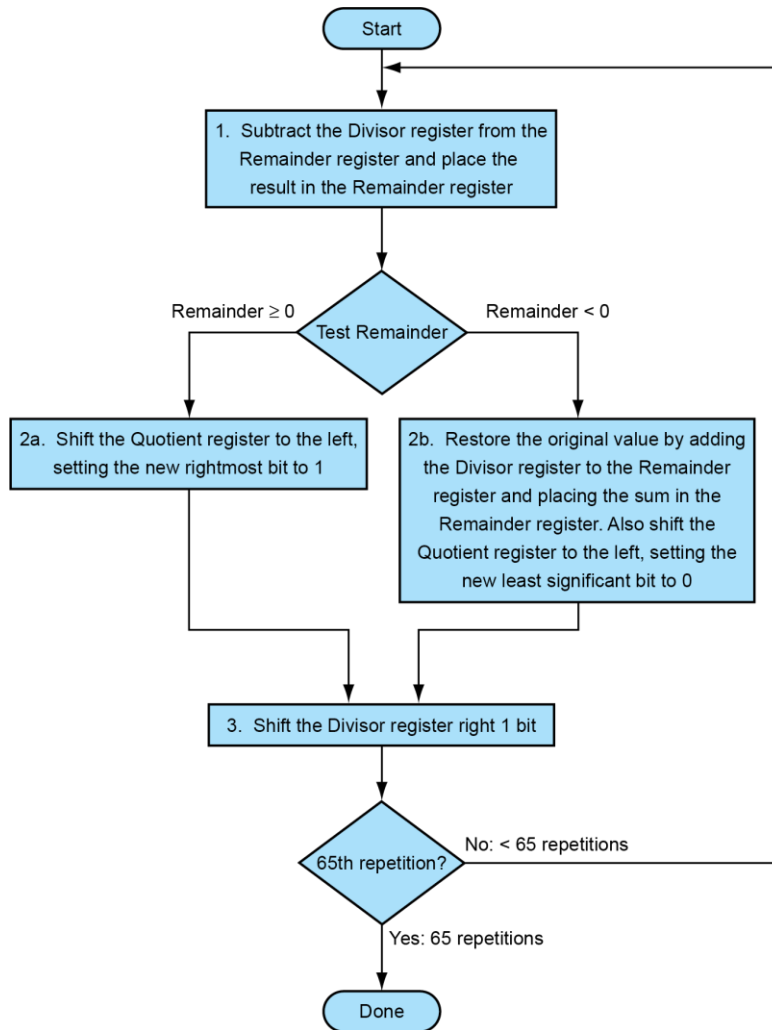 Start
1. Subtract the Divisor register from the
Remainder register and place the
result in the Remainder register
Remainder ≥ 0
Test Remainder
Remainder < 0
2a. Shift the Quotient register to the left,
setting the new rightmost bit to 1
2b. Restore the original value by adding
the Divisor register to the Remainder
register and placing the sum in the
Remainder register. Also shift the
Quotient register to the left, setting the
new least significant bit to 0
3. Shift the Divisor register right 1 bit
65th repetition?
No: < 65 repetitions
Yes: 65 repetitions
Done